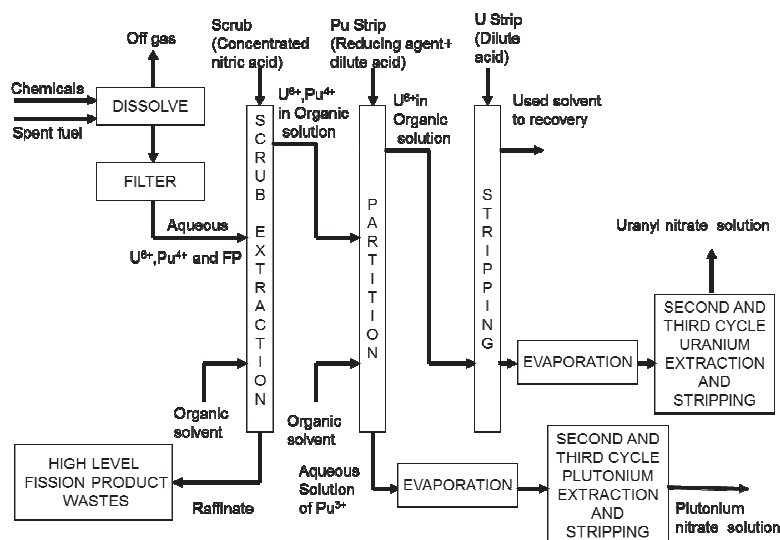 Off gas
Chemicals
Spent fuel
DISSOLVE
FILTER
Aqueous
U⁶⁺,Pu⁴⁺ and FP
Scrub
(Concentrated
nitric acid)
SCRUB EXTRACTION
U⁶⁺,Pu⁴⁺
in Organic
solution
Organic
solvent
HIGH LEVEL
FISSION PRODUCT
WASTES
Raffinate
Pu Strip
(Reducing agent+
dilute acid)
PARTITION
U⁶⁺in
Organic
solution
Organic
solvent
Aqueous
Solution
of Pu³⁺
U Strip
(Dilute
acid)
STRIPPING
Used solvent
to recovery
EVAPORATION
SECOND AND
THIRD CYCLE
URANIUM
EXTRACTION
AND
STRIPPING
Uranyl nitrate solution
EVAPORATION
SECOND AND
THIRD CYCLE
PLUTONIUM
EXTRACTION
AND
STRIPPING
Plutonium
nitrate solution